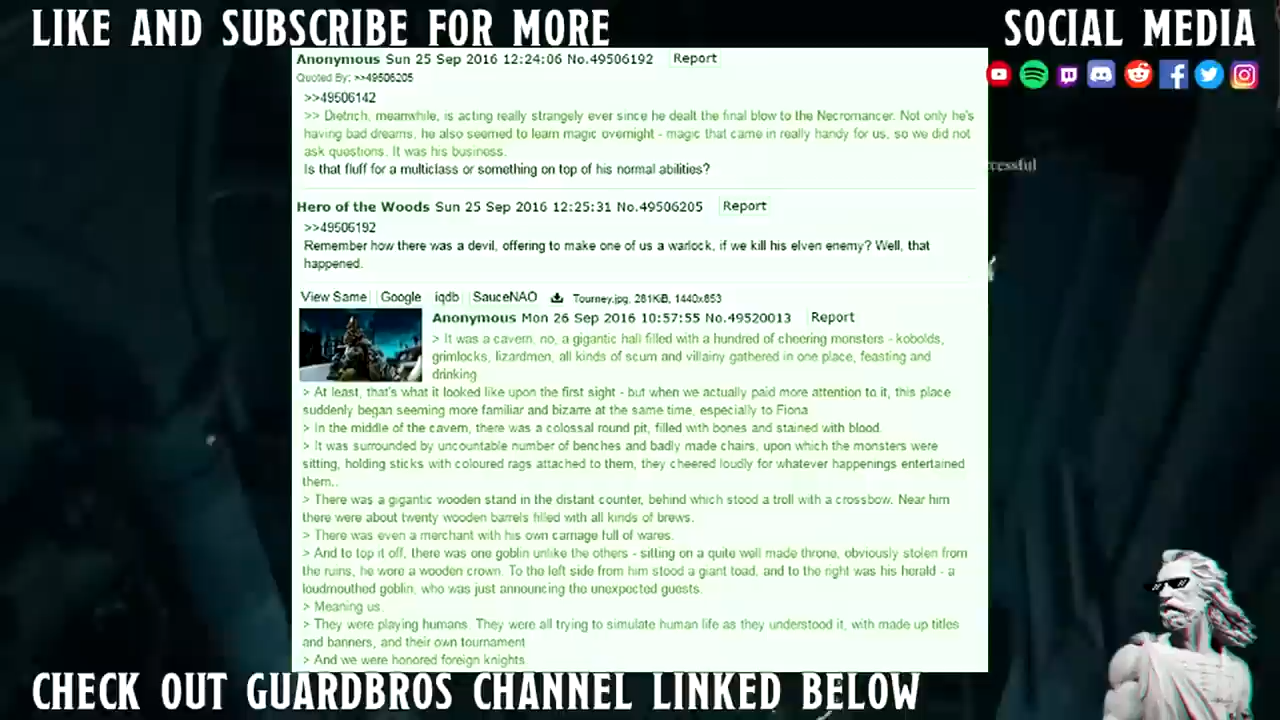 LIKE AND SUBSCRIBE FOR MORE
SOCIAL MEDIA
Anonymous Sun 25 Sep 2016 12:24:06 No.49506192 Report
Quoted By: >>49506205
>>49506142
>> Dietrich, meanwhile, is acting really strangely ever since he dealt the final blow to the Necromancer. Not only he's
having bad dreams, he also seemed to learn magic overnight - magic that came in really handy for us, so we did not
ask questions. It was his business.
Is that fluff for a multiclass or something on top of his normal abilities?
Hero of the Woods Sun 25 Sep 2016 12:25:31 No.49506205 Report
>>49506192
Remember how there was a devil, offering to make one of us a warlock, if we kill his elven enemy? Well, that
happened.
View Same Google iqdb SauceNAO Tourney.jpg, 281KiB, 1440x853
Anonymous Mon 26 Sep 2016 10:57:55 No.49520013 Report
> It was a cavern, no, a gigantic hall filled with a hundred of cheering monsters - kobolds,
grimlocks, lizardmen, all kinds of scum and villainy gathered in one place, feasting and
drinking
> At least, that's what it looked like upon the first sight - but when we actually paid more attention to it, this place
suddenly began seeming more familiar and bizarre at the same time, especially to Fiona
> In the middle of the cavern, there was a colossal round pit, filled with bones and stained with blood.
> It was surrounded by uncountable number of benches and badly made chairs, upon which the monsters were
sitting, holding sticks with coloured rags attached to them, they cheered loudly for whatever happenings entertained
them..
> There was a gigantic wooden stand in the distant counter, behind which stood a troll with a crossbow. Near him
there were about twenty wooden barrels filled with all kinds of brews.
> There was even a merchant with his own carriage full of wares.
> And to top it off, there was one goblin unlike the others - sitting on a quite well made throne, obviously stolen from
the ruins, he wore a wooden crown. To the left side from him stood a giant toad, and to the right was his herald - a
loudmouthed goblin, who was just announcing the unexpected guests.
> Meaning us.
> They were playing humans. They were all trying to simulate human life as they understood it, with made up titles
and banners, and their own tournament
> And we were honored foreign knights.
CHECK OUT GUARDBROS CHANNEL LINKED BELOW